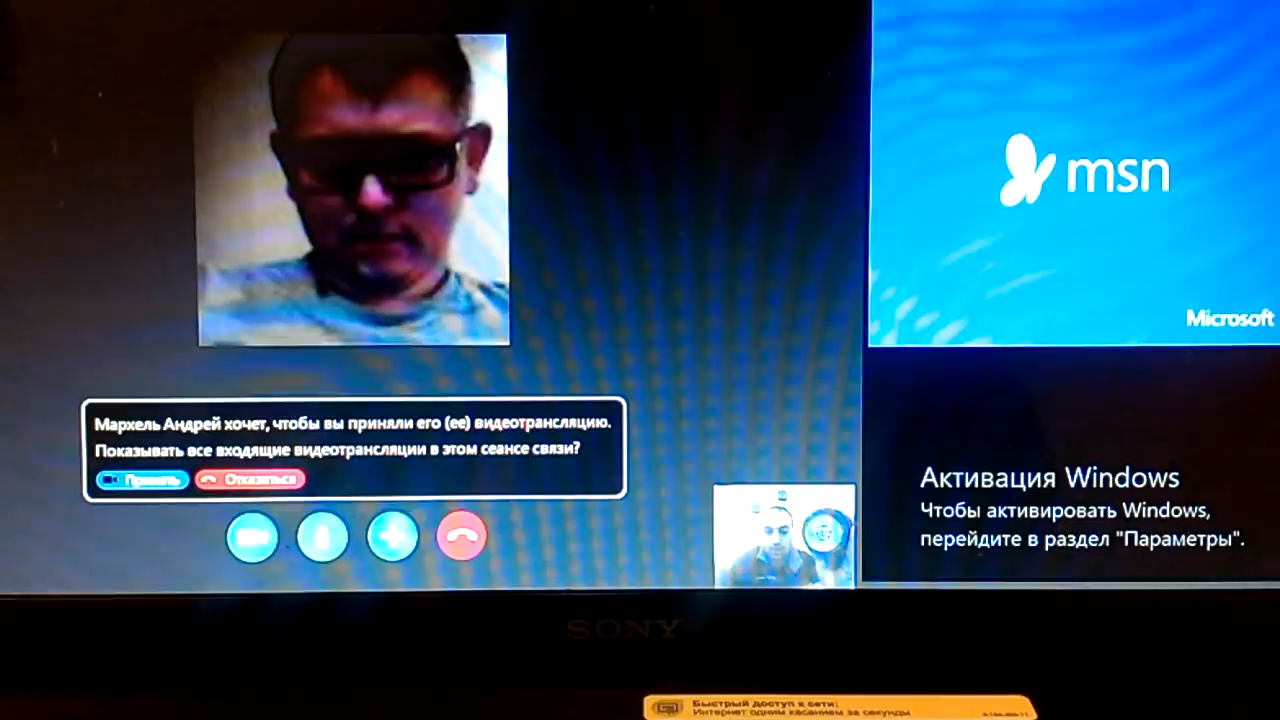 msn
Microsoft
Мархель Андрей хочет, чтобы вы приняли его (ее) видеотрансляцию.
Показывать все входящие видеотрансляции в этом сеансе связи?
Принять
Отказаться
Активация Windows
Чтобы активировать Windows,
перейдите в раздел "Параметры".
SONY
Быстрый доступ к сети:
Интернет одним касанием за секунды